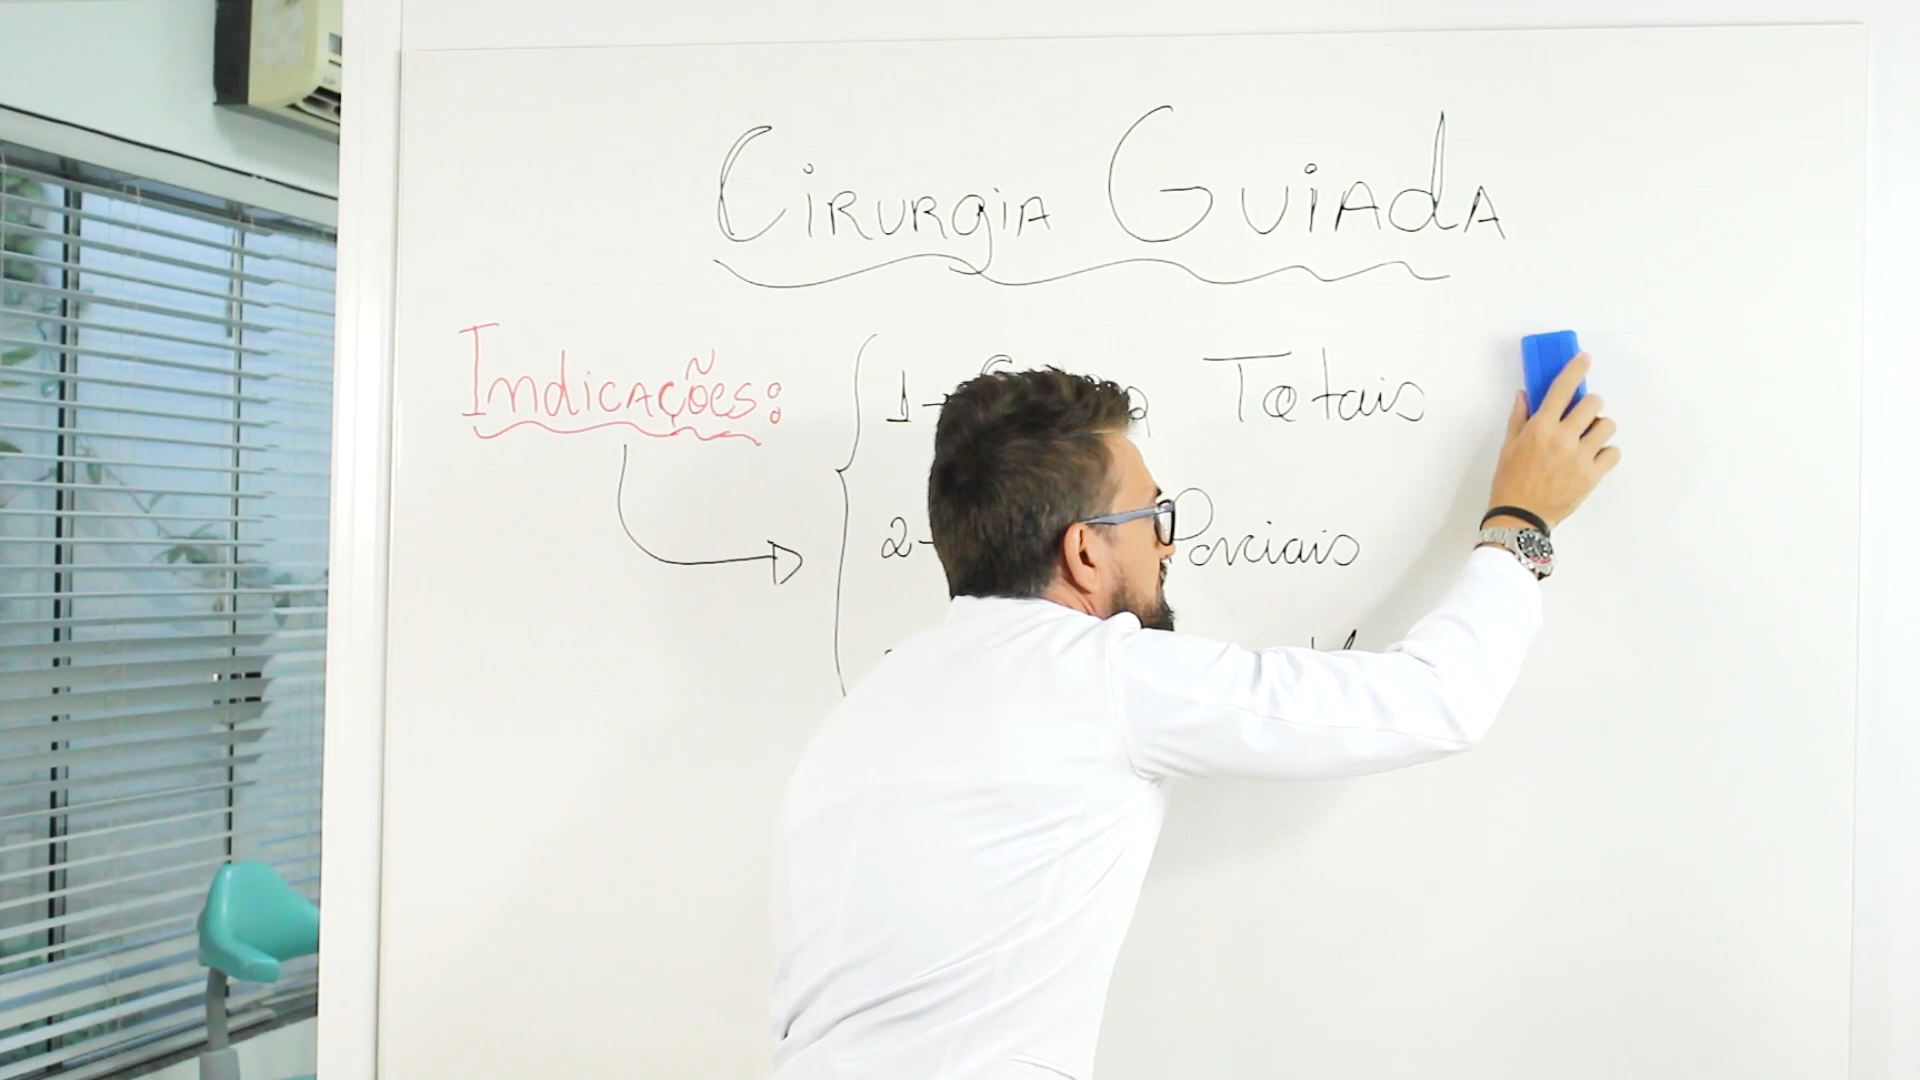 Cirurgia Guiada
Indicações:
1- Totais
2- Parciais